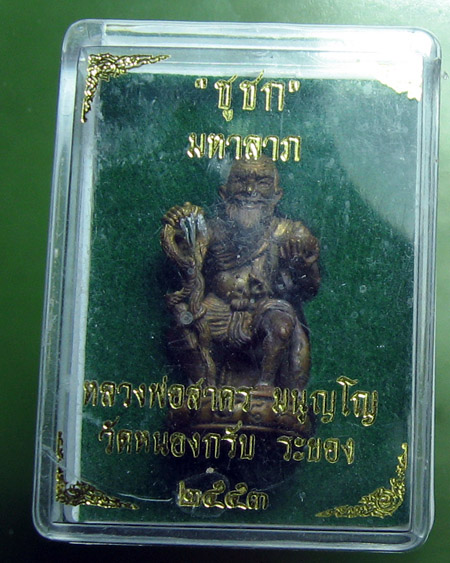 "ชูชก"
มหาลาภ
หลวงพ่อสาคร มนูญโญ
วัดหนองกรับ ระยอง
๒๕๕๓